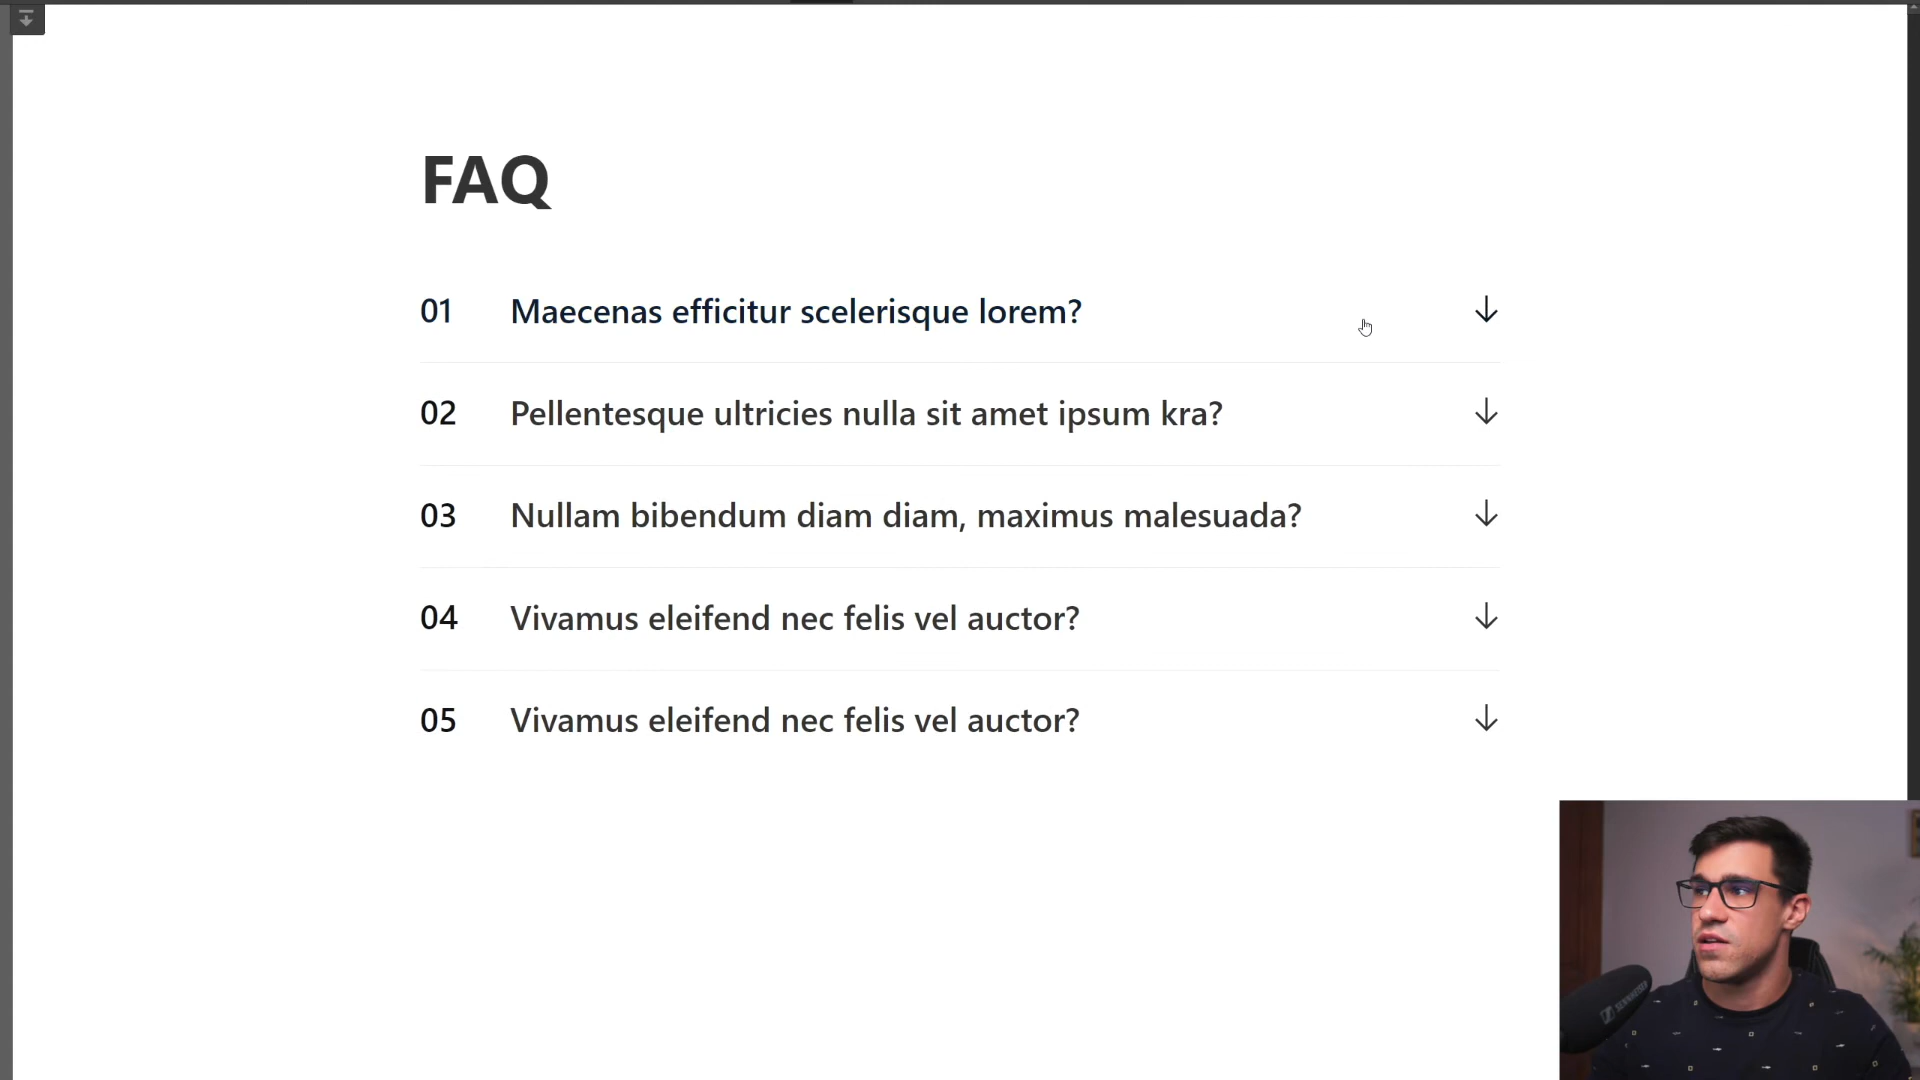 FAQ
01 Maecenas efficitur scelerisque lorem?
02 Pellentesque ultricies nulla sit amet ipsum kra?
03 Nullam bibendum diam diam, maximus malesuada?
04 Vivamus eleifend nec felis vel auctor?
05 Vivamus eleifend nec felis vel auctor?
SENNHEISER